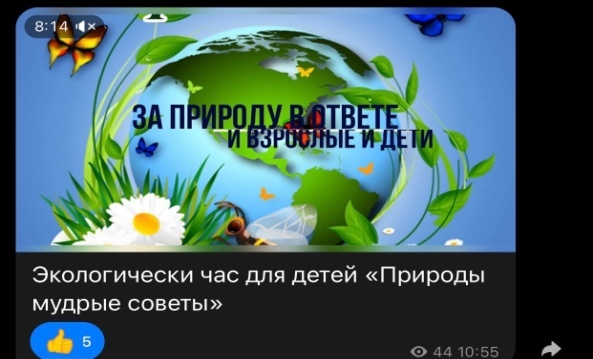 8:14
ЗА ПРИРОДУ В ОТВЕТЕ
И ВЗРОСЛЫЕ И ДЕТИ
Экологически час для детей «Природы
мудрые советы»
👍 5
44 10:55